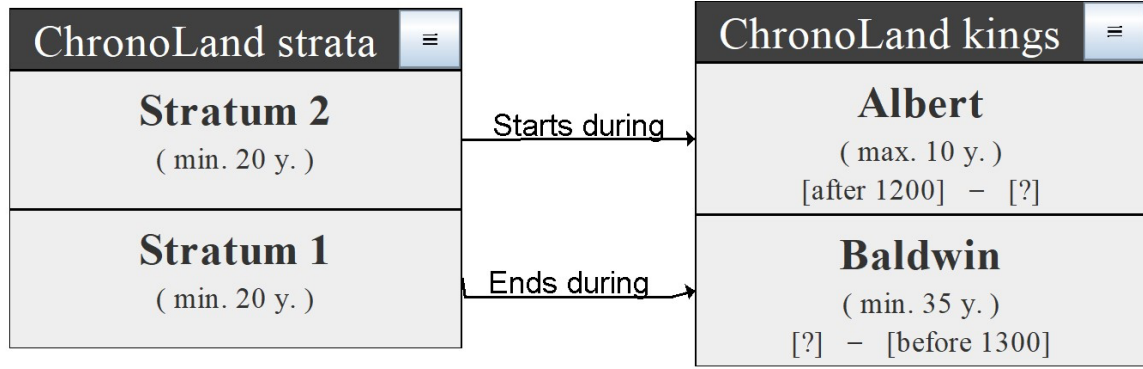 ChronoLand strata ≡
Stratum 2
( min. 20 y. )
Stratum 1
( min. 20 y. )
Starts during
Ends during
ChronoLand kings ≡
Albert
( max. 10 y. )
[after 1200] – [?]
Baldwin
( min. 35 y. )
[?] – [before 1300]